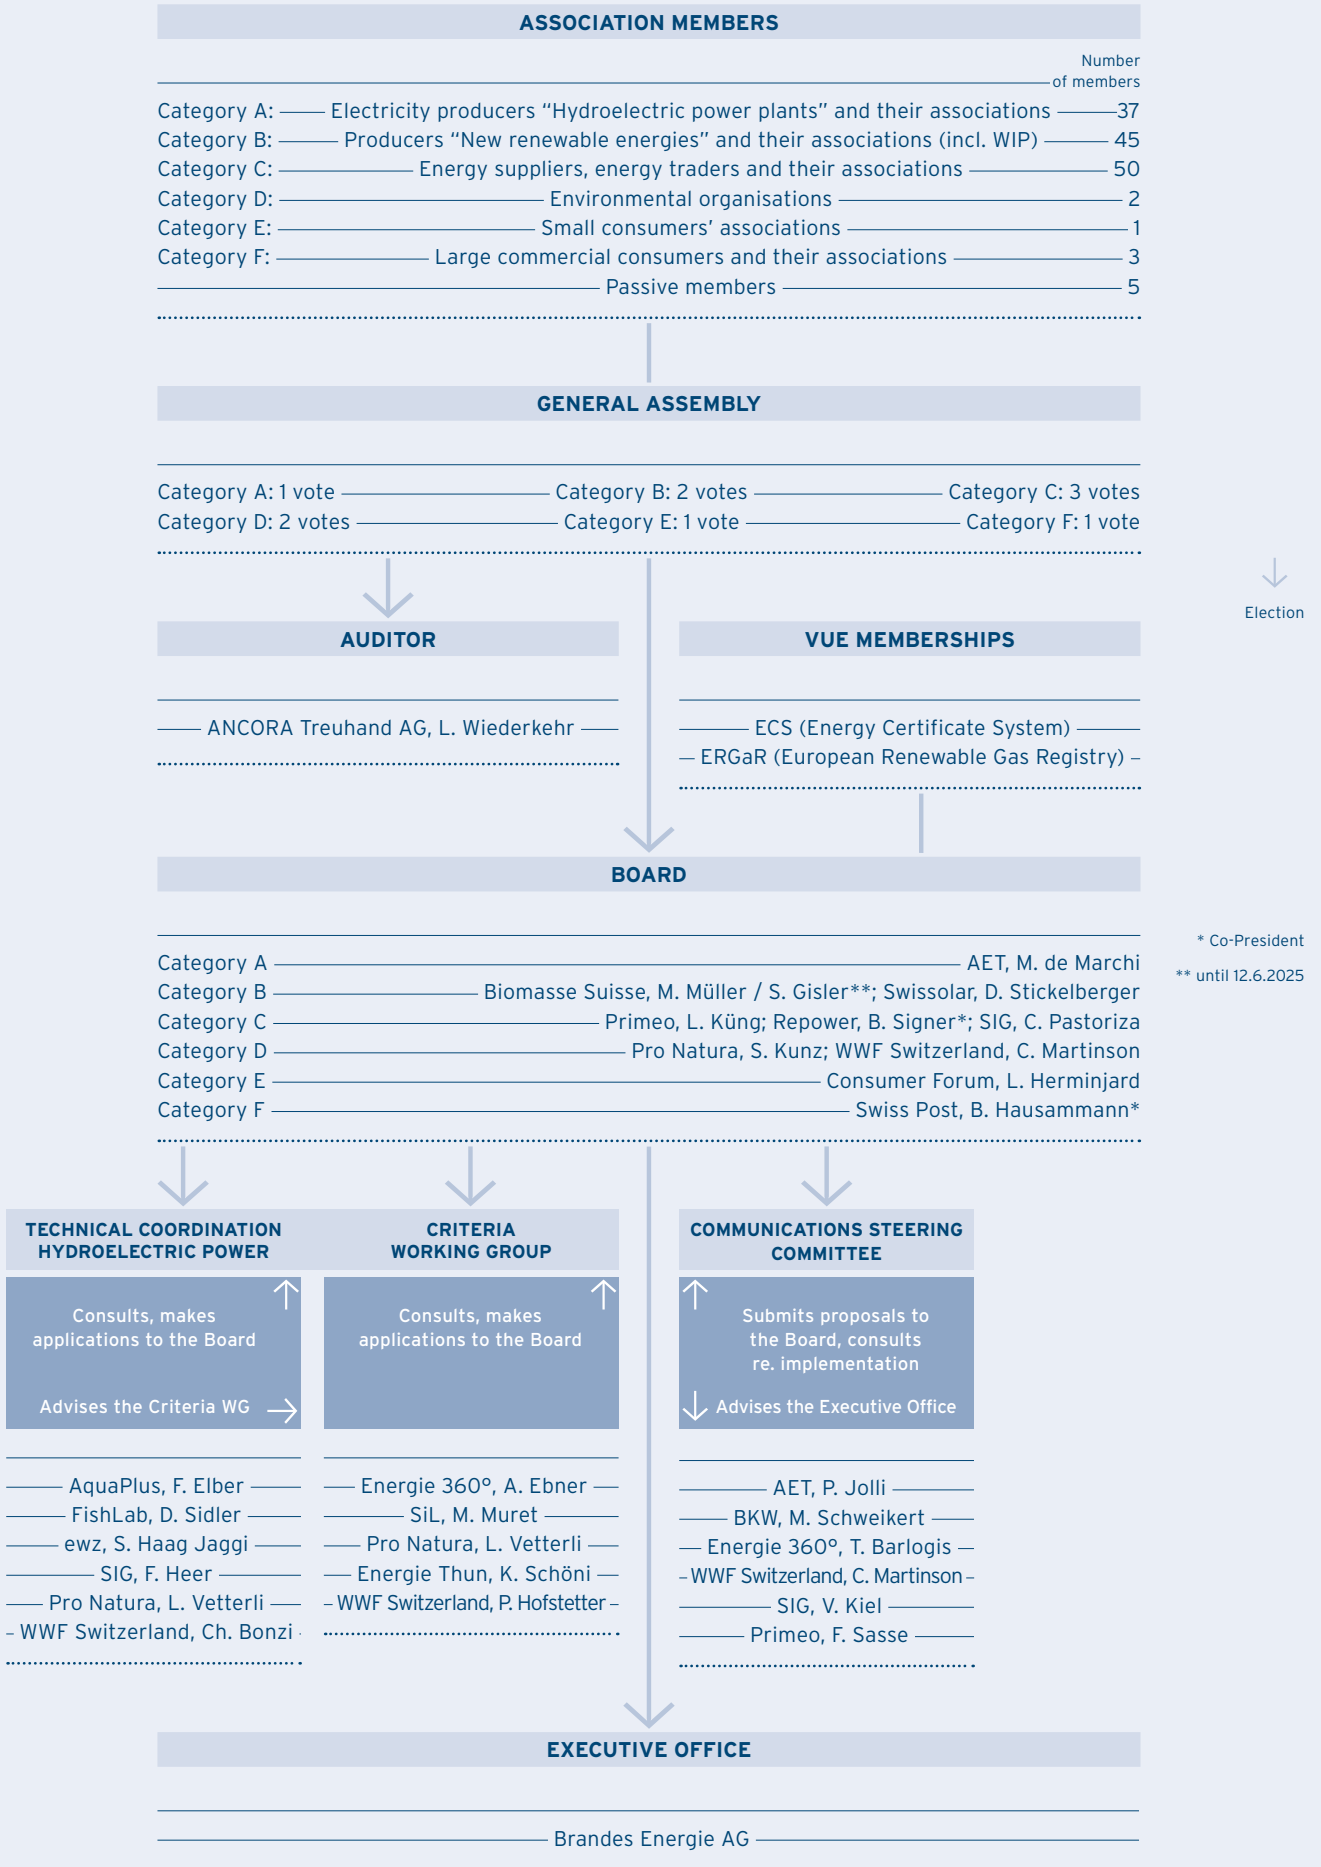 ASSOCIATION MEMBERS
Number
of members
Category A: Electricity producers “Hydroelectric power plants” and their associations 37
Category B: Producers “New renewable energies” and their associations (incl. WIP) 45
Category C: Energy suppliers, energy traders and their associations 50
Category D: Environmental organisations 2
Category E: Small consumers’ associations 1
Category F: Large commercial consumers and their associations 3
Passive members 5
GENERAL ASSEMBLY
Category A: 1 vote Category B: 2 votes Category C: 3 votes
Category D: 2 votes Category E: 1 vote Category F: 1 vote
Election
AUDITOR
ANCORA Treuhand AG, L. Wiederkehr
VUE MEMBERSHIPS
ECS (Energy Certificate System)
ERGaR (European Renewable Gas Registry)
BOARD
* Co-President
** until 12.6.2025
Category A AET, M. de Marchi
Category B Biomasse Suisse, M. Müller / S. Gisler**; Swissolar, D. Stickelberger
Category C Primeo, L. Küng; Repower, B. Signer*; SIG, C. Pastoriza
Category D Pro Natura, S. Kunz; WWF Switzerland, C. Martinson
Category E Consumer Forum, L. Herminjard
Category F Swiss Post, B. Hausammann*
TECHNICAL COORDINATION
HYDROELECTRIC POWER
Consults, makes
applications to the Board
Advises the Criteria WG
AquaPlus, F. Elber
FishLab, D. Sidler
ewz, S. Haag Jaggi
SIG, F. Heer
Pro Natura, L. Vetterli
WWF Switzerland, Ch. Bonzi
CRITERIA
WORKING GROUP
Consults, makes
applications to the Board
Energie 360°, A. Ebner
SiL, M. Muret
Pro Natura, L. Vetterli
Energie Thun, K. Schöni
WWF Switzerland, P. Hofstetter
COMMUNICATIONS STEERING
COMMITTEE
Submits proposals to
the Board, consults
re. implementation
Advises the Executive Office
AET, P. Jolli
BKW, M. Schweikert
Energie 360°, T. Barlogis
WWF Switzerland, C. Martinson
SIG, V. Kiel
Primeo, F. Sasse
EXECUTIVE OFFICE
Brandes Energie AG